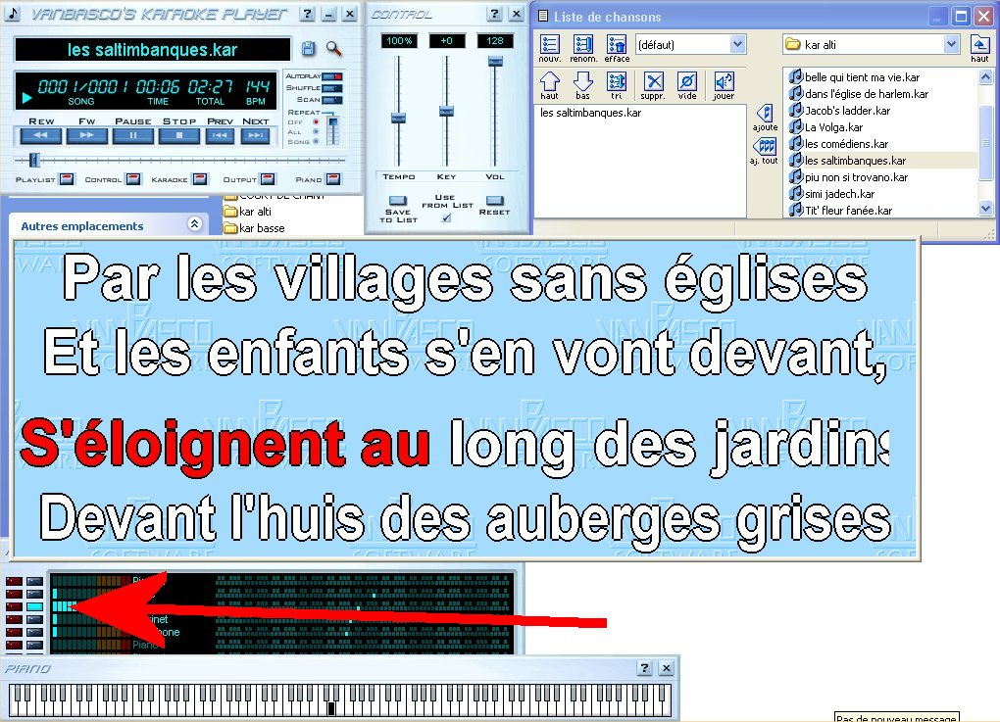 VANBASCO'S KARAOKE PLAYER
les saltimbanques.kar
0001/0001 00:06 02:27 144
SONG TIME TOTAL BPM
AUTOPLAY
SHUFFLE
SCAN
REPEAT
OFF
ALL
SONG
REW FW PAUSE STOP PREV NEXT
PLAYLIST CONTROL KARAOKE OUTPUT PIANO
CONTROL
100% +0 128
TEMPO KEY VOL
SAVE TO LIST
USE FROM LIST
RESET
Liste de chansons
nouv. renom. efface
(défaut)
kar alti
haut
haut bas tri suppr. vide jouer
les saltimbanques.kar
ajoute
aj. tout
belle qui tient ma vie.kar
dans l'église de harlem.kar
Jacob's ladder.kar
La Volga.kar
les comédiens.kar
les saltimbanques.kar
piu non si trovano.kar
simi jadech.kar
Tit' fleur fanée.kar
Autres emplacements
COURT DE CHANT
kar alti
kar basse
VANBASCO SOFTWARE
Par les villages sans églises
Et les enfants s'en vont devant,
S'éloignent au long des jardins
Devant l'huis des auberges grises
Piano
PIANO
Pas de nouveau message